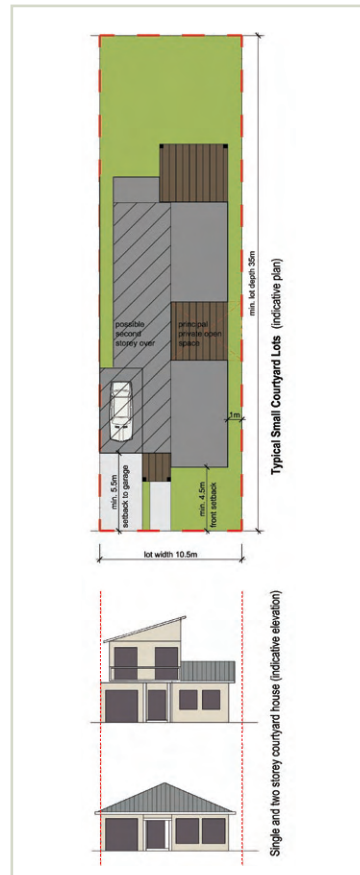 possible
second
storey over
principal
private open
space
1m
min. 5.5m
setback to garage
min. 4.5m
front setback
min. lot depth 35m
Typical Small Courtyard Lots (indicative plan)
lot width 10.5m
Single and two storey courtyard house (indicative elevation)